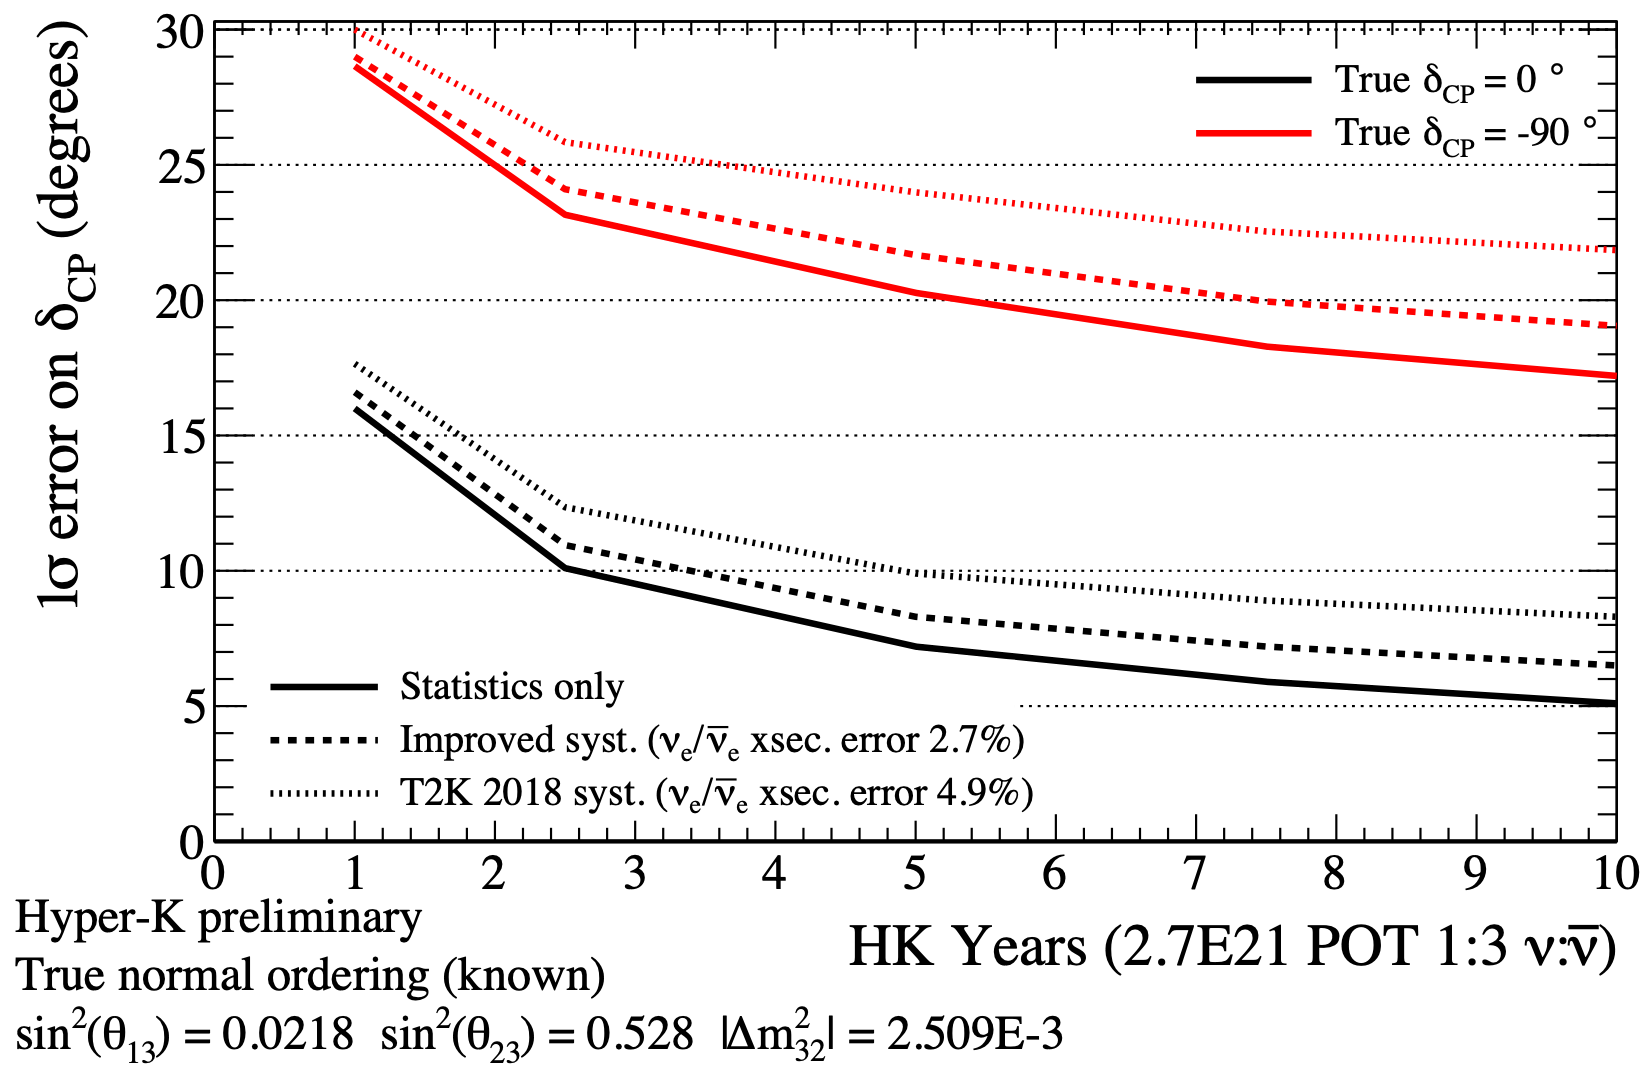 1σ error on δCP (degrees)
30
25
20
15
10
5
0
True δCP = 0 °
True δCP = -90 °
Statistics only
Improved syst. (νe/ν̅e xsec. error 2.7%)
T2K 2018 syst. (νe/ν̅e xsec. error 4.9%)
0 1 2 3 4 5 6 7 8 9 10
HK Years (2.7E21 POT 1:3 ν:ν̅)
Hyper-K preliminary
True normal ordering (known)
sin²(θ13) = 0.0218 sin²(θ23) = 0.528 |Δm²32| = 2.509E-3